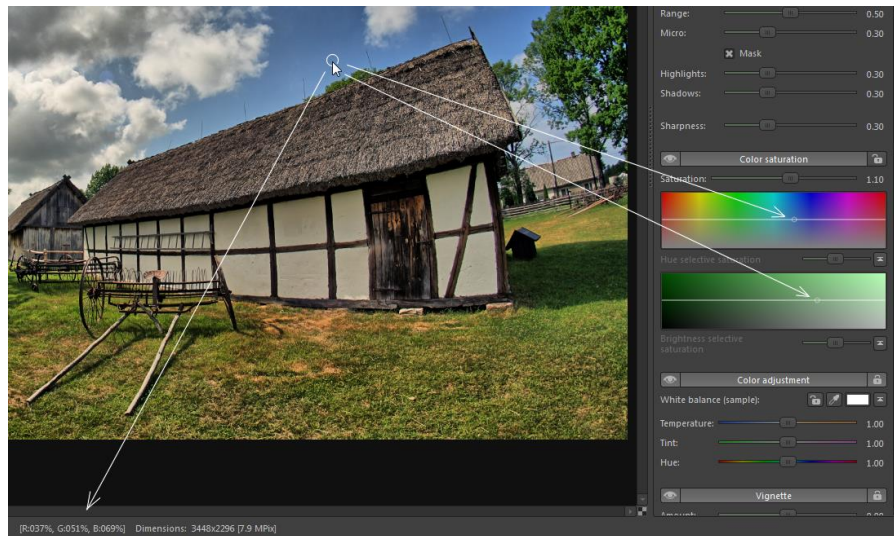 Range: 0.50
Micro: 0.30
Mask
Highlights: 0.30
Shadows: 0.30
Sharpness: 0.30
Color saturation
Saturation: 1.10
Hue selective saturation
Brightness selective
saturation
Color adjustment
White balance (sample):
Temperature: 1.00
Tint: 1.00
Hue: 1.00
Vignette
Amount: 0.00
[R:037%, G:051%, B:069%] Dimensions: 3448x2296 [7.9 MPix]